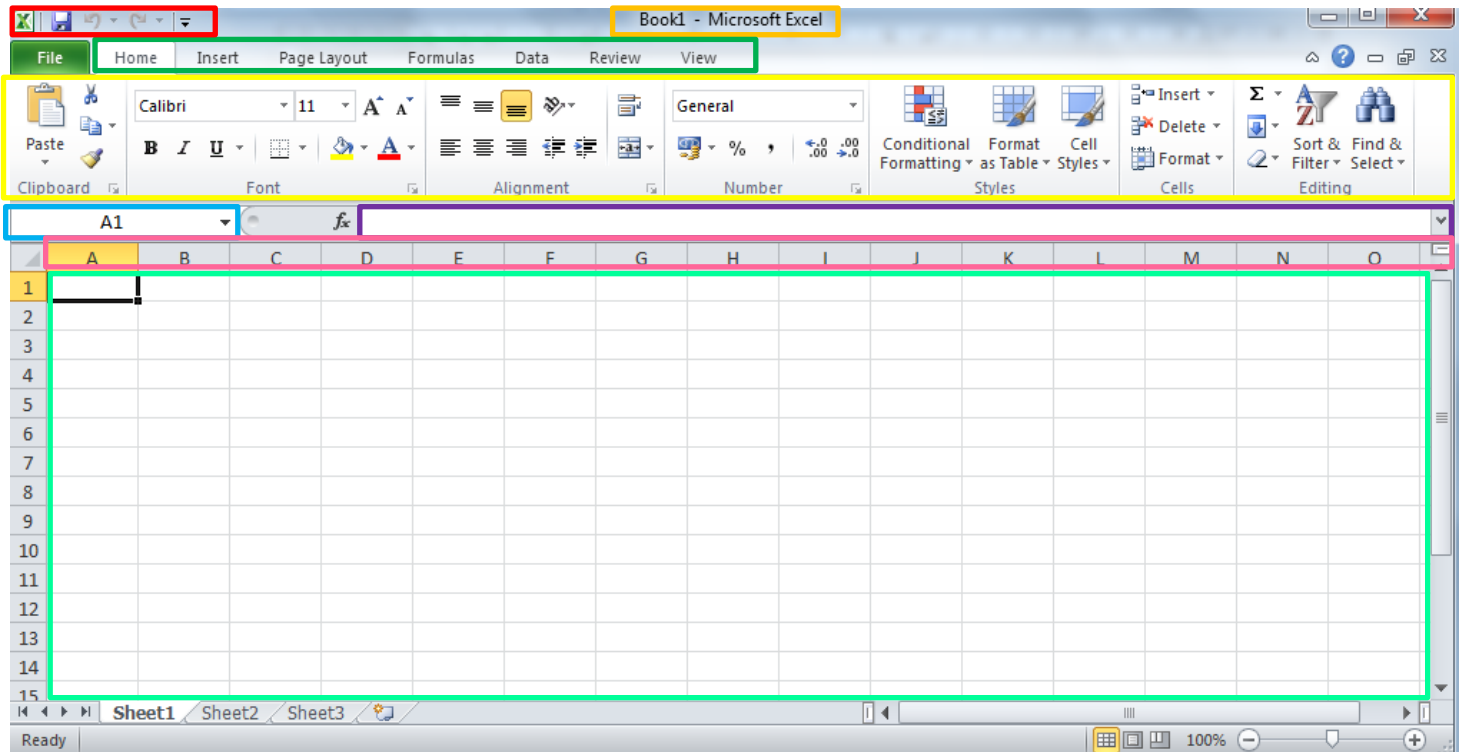 Book1 - Microsoft Excel
File Home Insert Page Layout Formulas Data Review View
Calibri 11 General Insert
Delete
Paste Conditional Format Cell Sort & Find &
Formatting as Table Styles Format Filter Select
Clipboard Font Alignment Number Styles Cells Editing
A1 fx
A B C D E F G H I J K L M N O
1
2
3
4
5
6
7
8
9
10
11
12
13
14
15
Sheet1 Sheet2 Sheet3
Ready 100%